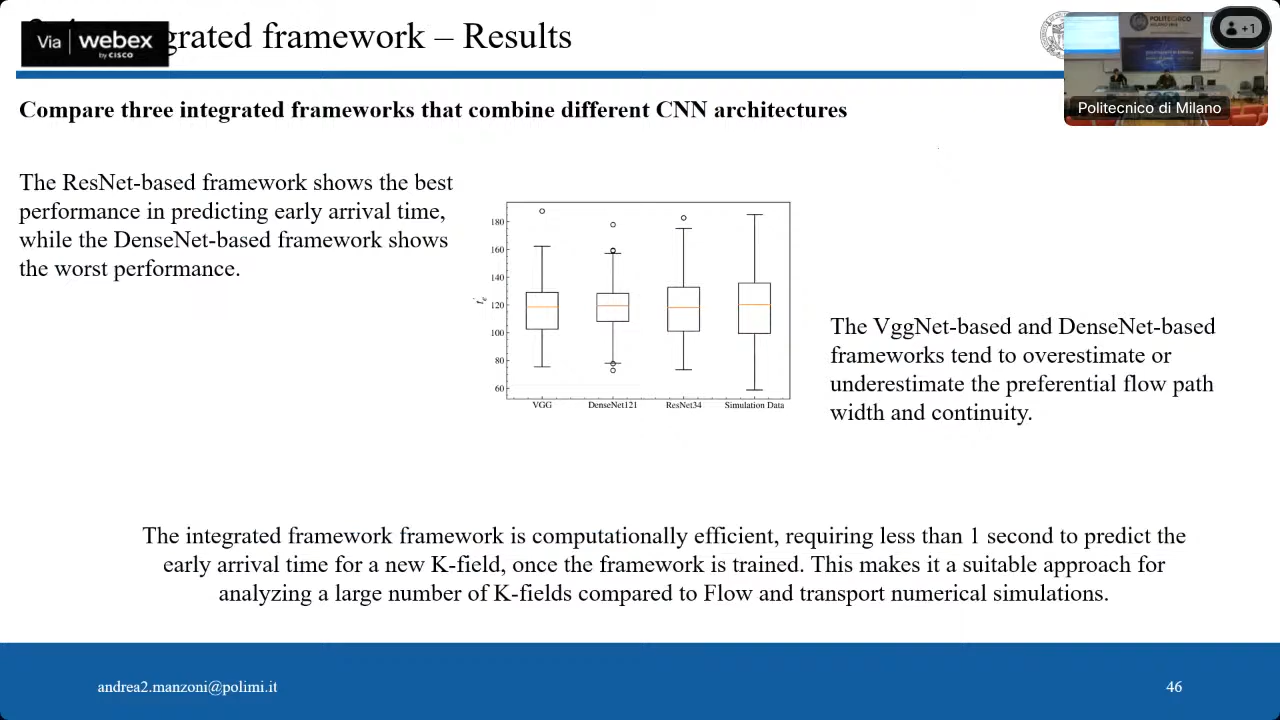 Via webex
by CISCO
grated framework – Results
POLITECNICO
+1
Politecnico di Milano
Compare three integrated frameworks that combine different CNN architectures
The ResNet-based framework shows the best
performance in predicting early arrival time,
while the DenseNet-based framework shows
the worst performance.
180
160
140
120
100
80
60
VGG DenseNet121 ResNet34 Simulation Data
The VggNet-based and DenseNet-based
frameworks tend to overestimate or
underestimate the preferential flow path
width and continuity.
The integrated framework framework is computationally efficient, requiring less than 1 second to predict the
early arrival time for a new K-field, once the framework is trained. This makes it a suitable approach for
analyzing a large number of K-fields compared to Flow and transport numerical simulations.
andrea2.manzoni@polimi.it
46